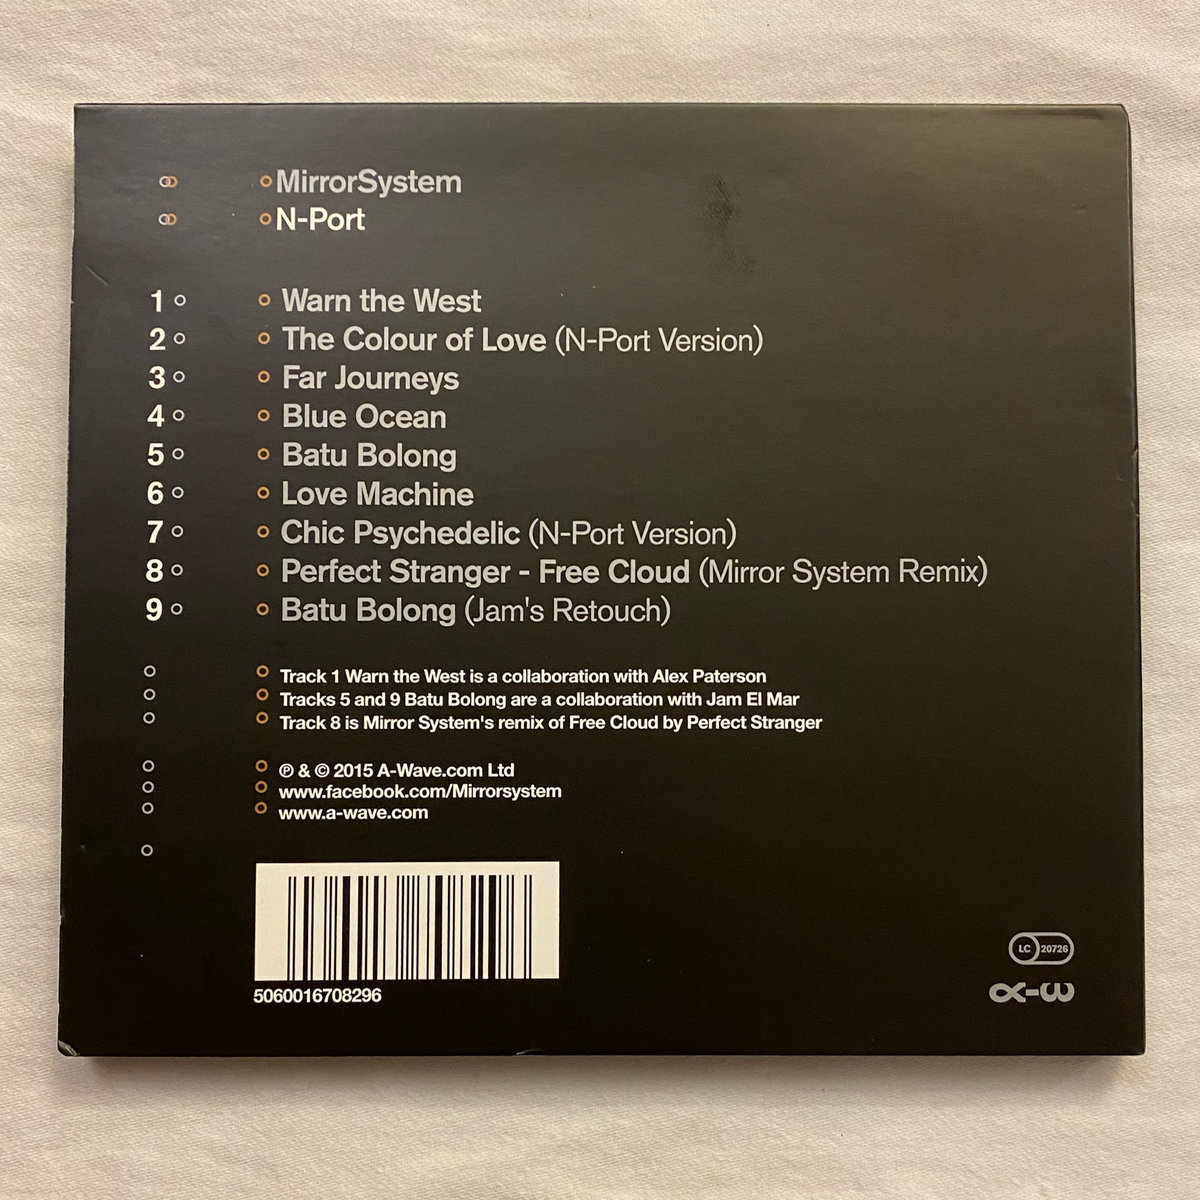 MirrorSystem
N-Port
1 Warn the West
2 The Colour of Love (N-Port Version)
3 Far Journeys
4 Blue Ocean
5 Batu Bolong
6 Love Machine
7 Chic Psychedelic (N-Port Version)
8 Perfect Stranger - Free Cloud (Mirror System Remix)
9 Batu Bolong (Jam's Retouch)
Track 1 Warn the West is a collaboration with Alex Paterson
Tracks 5 and 9 Batu Bolong are a collaboration with Jam El Mar
Track 8 is Mirror System's remix of Free Cloud by Perfect Stranger
℗ & © 2015 A-Wave.com Ltd
www.facebook.com/Mirrorsystem
www.a-wave.com
5060016708296
LC 20726
α-ω